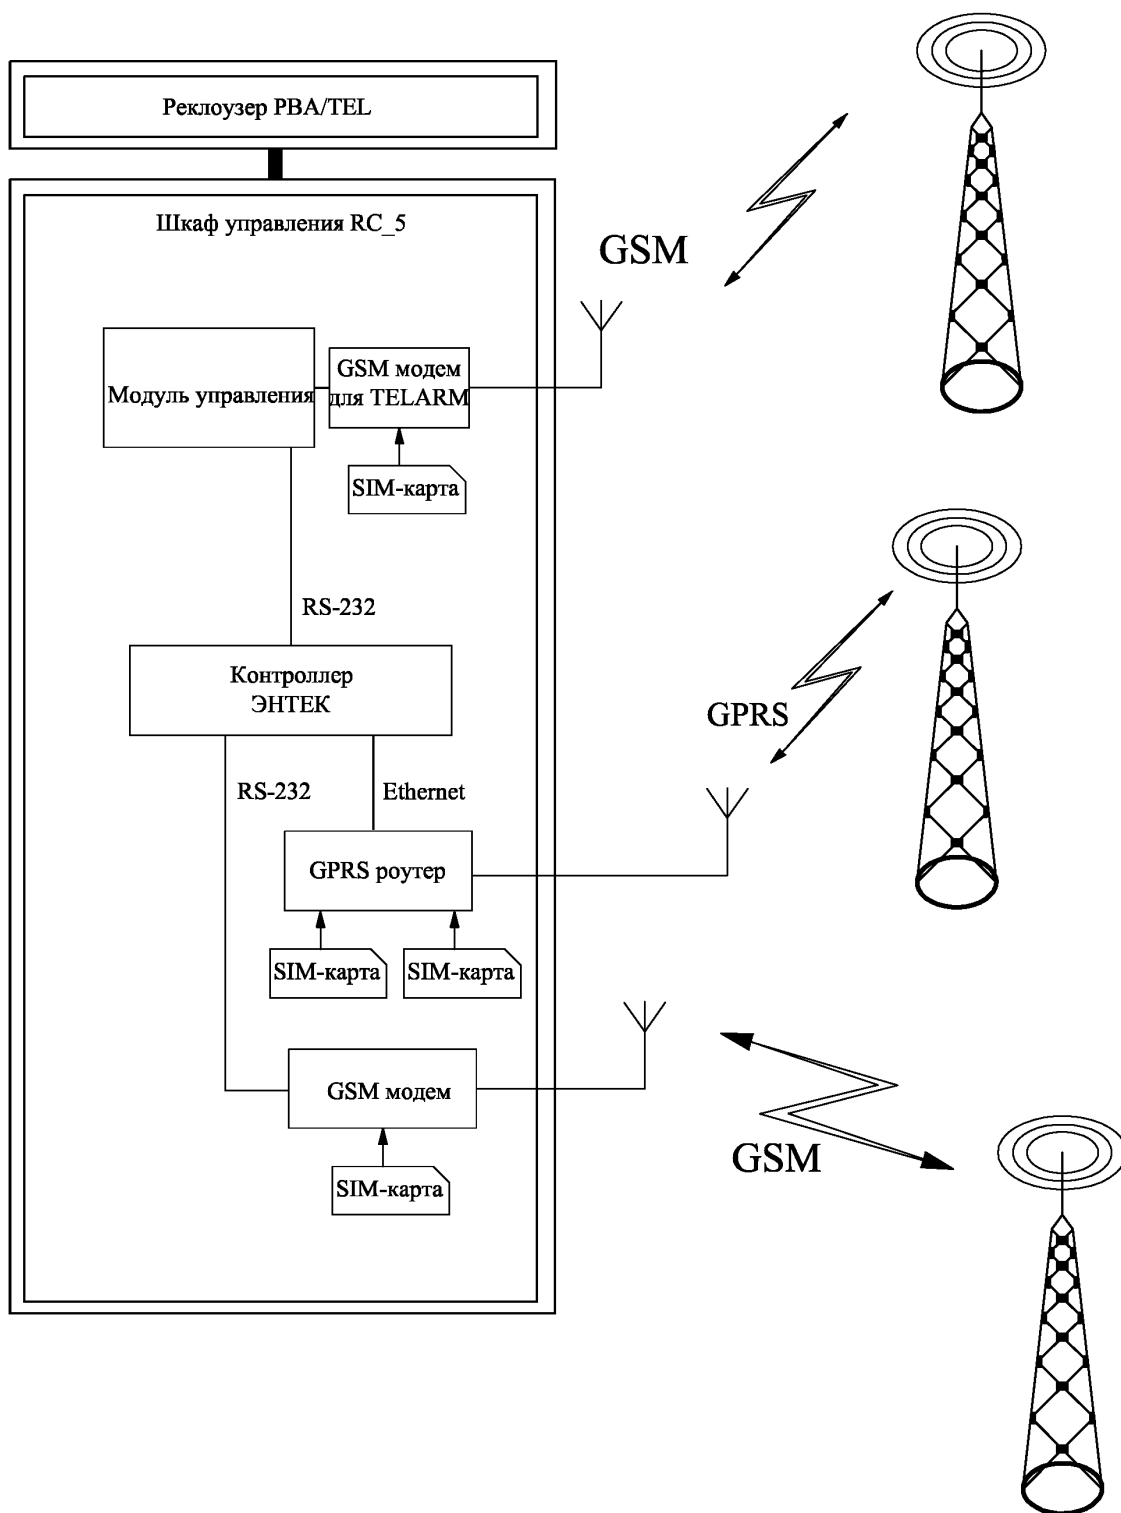 Реклоузер РВА/TEL
Шкаф управления RC_5
GSM
Модуль управления
GSM модем
для TELARM
SIM-карта
RS-232
Контроллер
ЭНТЕК
GPRS
RS-232
Ethernet
GPRS роутер
SIM-карта
SIM-карта
GSM модем
GSM
SIM-карта